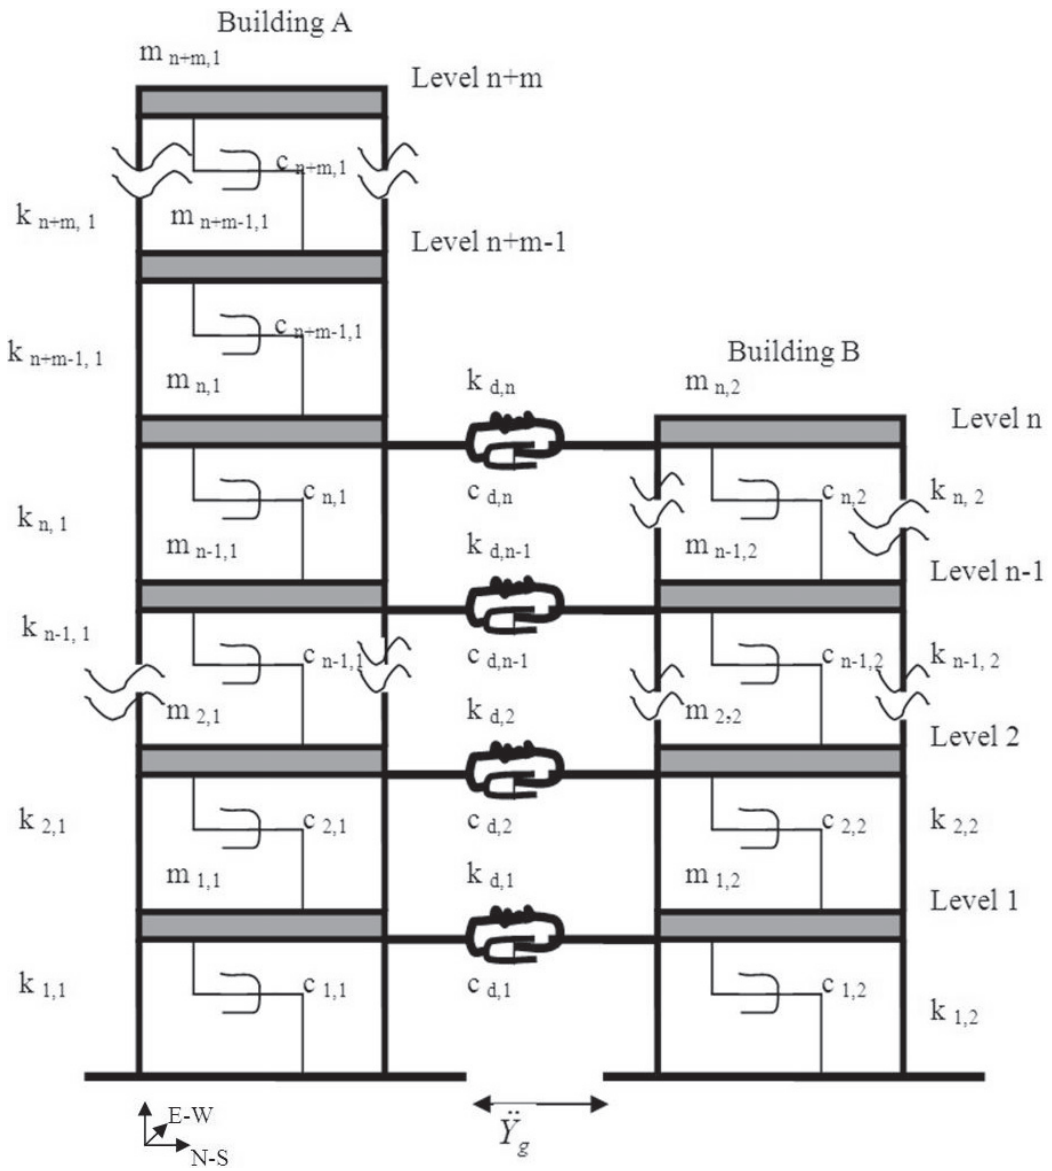 Building A
m n+m,1
Level n+m
c n+m,1
k n+m, 1
m n+m-1,1
Level n+m-1
c n+m-1,1
k n+m-1, 1
m n,1
k d,n
Building B
m n,2
Level n
c n,1
c d,n
c n,2
k n, 2
k n, 1
m n-1,1
k d,n-1
m n-1,2
Level n-1
k n-1, 1
c n-1,1
c d,n-1
c n-1,2
k n-1, 2
m 2,1
k d,2
m 2,2
Level 2
k 2,1
c 2,1
c d,2
c 2,2
k 2,2
m 1,1
k d,1
m 1,2
Level 1
k 1,1
c 1,1
c d,1
c 1,2
k 1,2
E-W
N-S
Ÿg